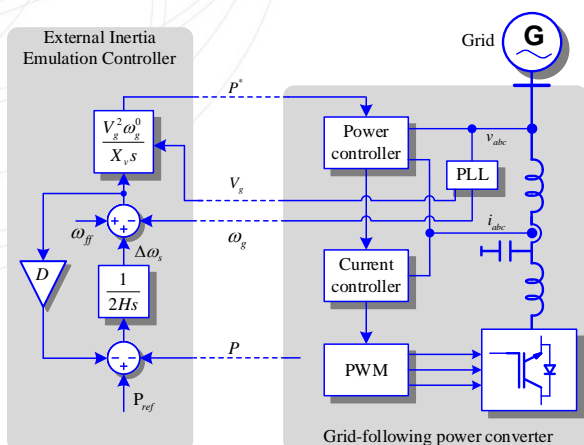 External Inertia
Emulation Controller
Grid
G
P*
V_g^2 ω_g^0
X_v s
Power
controller
v_abc
PLL
V_g
ω_ff
+ + −
ω_g
i_abc
Δω_s
D
1
2Hs
Current
controller
− −
P
PWM
P_ref
Grid-following power converter